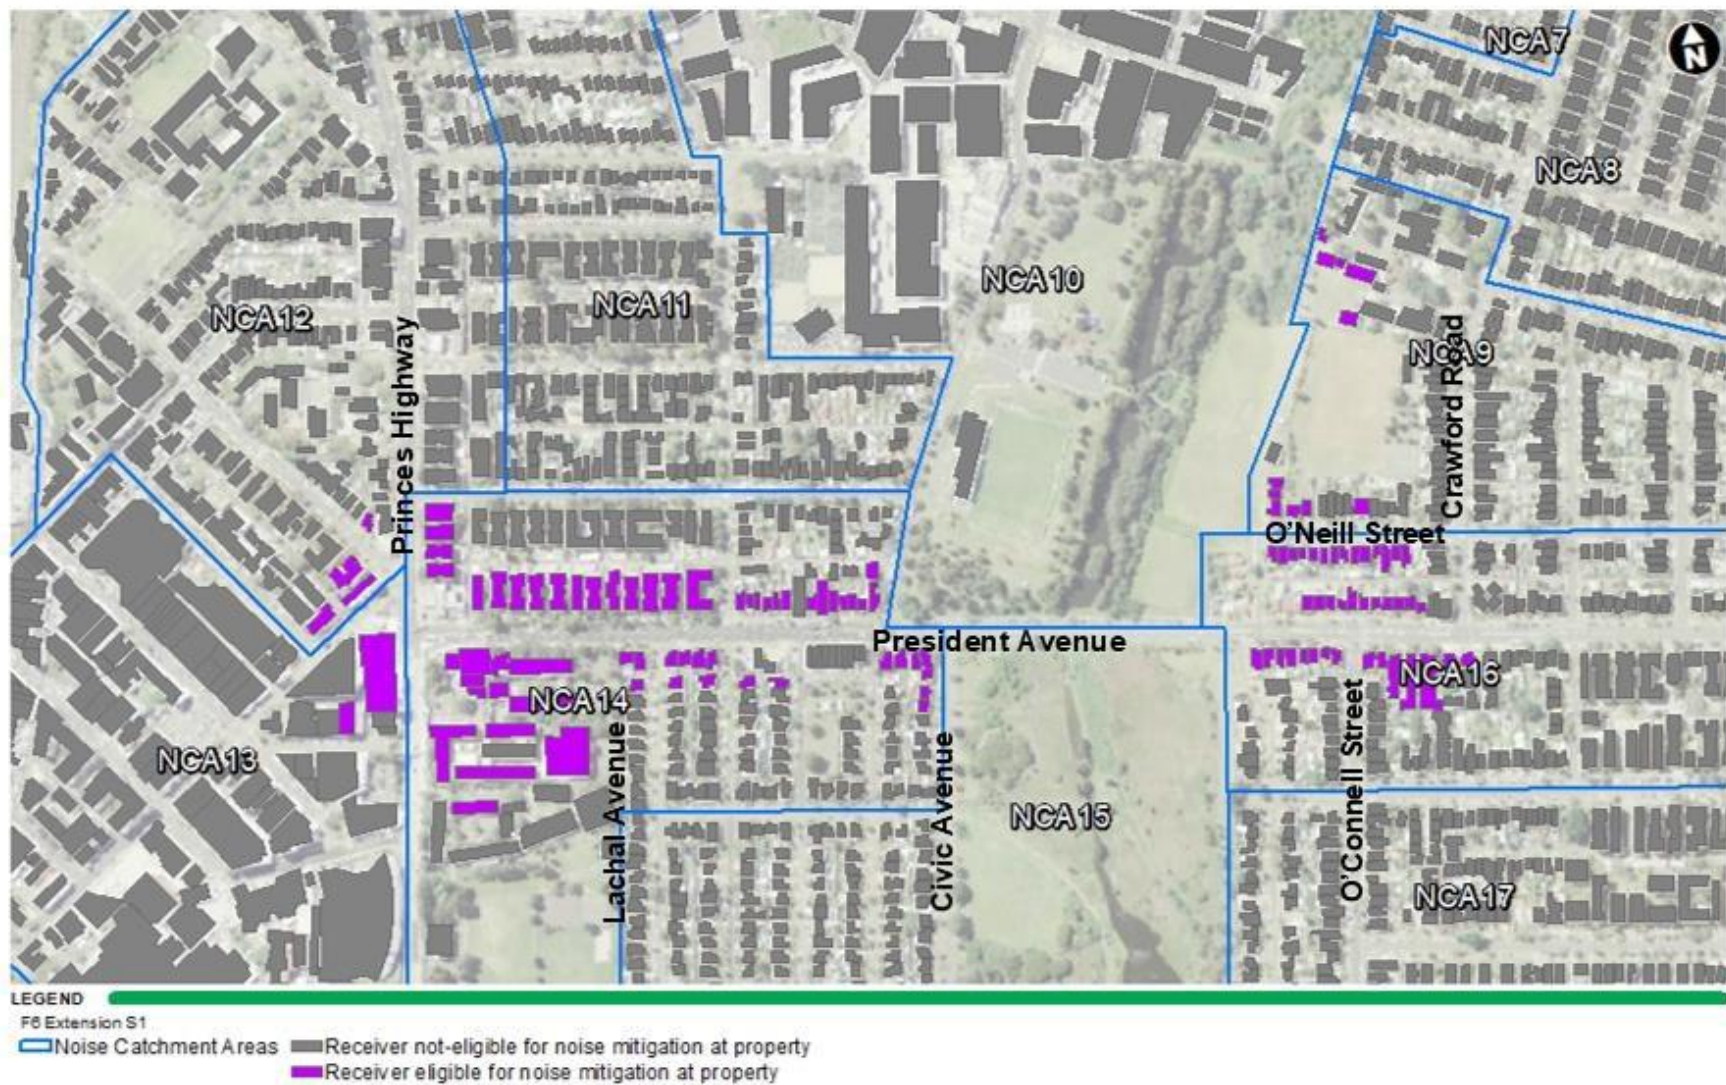 NCA7
N
NCA8
NCA10
NCA11
NCA12
NCA9
Princes Highway
Crawford Road
O'Neill Street
President Avenue
NCA14
NCA16
NCA13
Lachal Avenue
Civic Avenue
O'Connell Street
NCA15
NCA17
LEGEND
F6 Extension S1
Noise Catchment Areas Receiver not-eligible for noise mitigation at property
Receiver eligible for noise mitigation at property